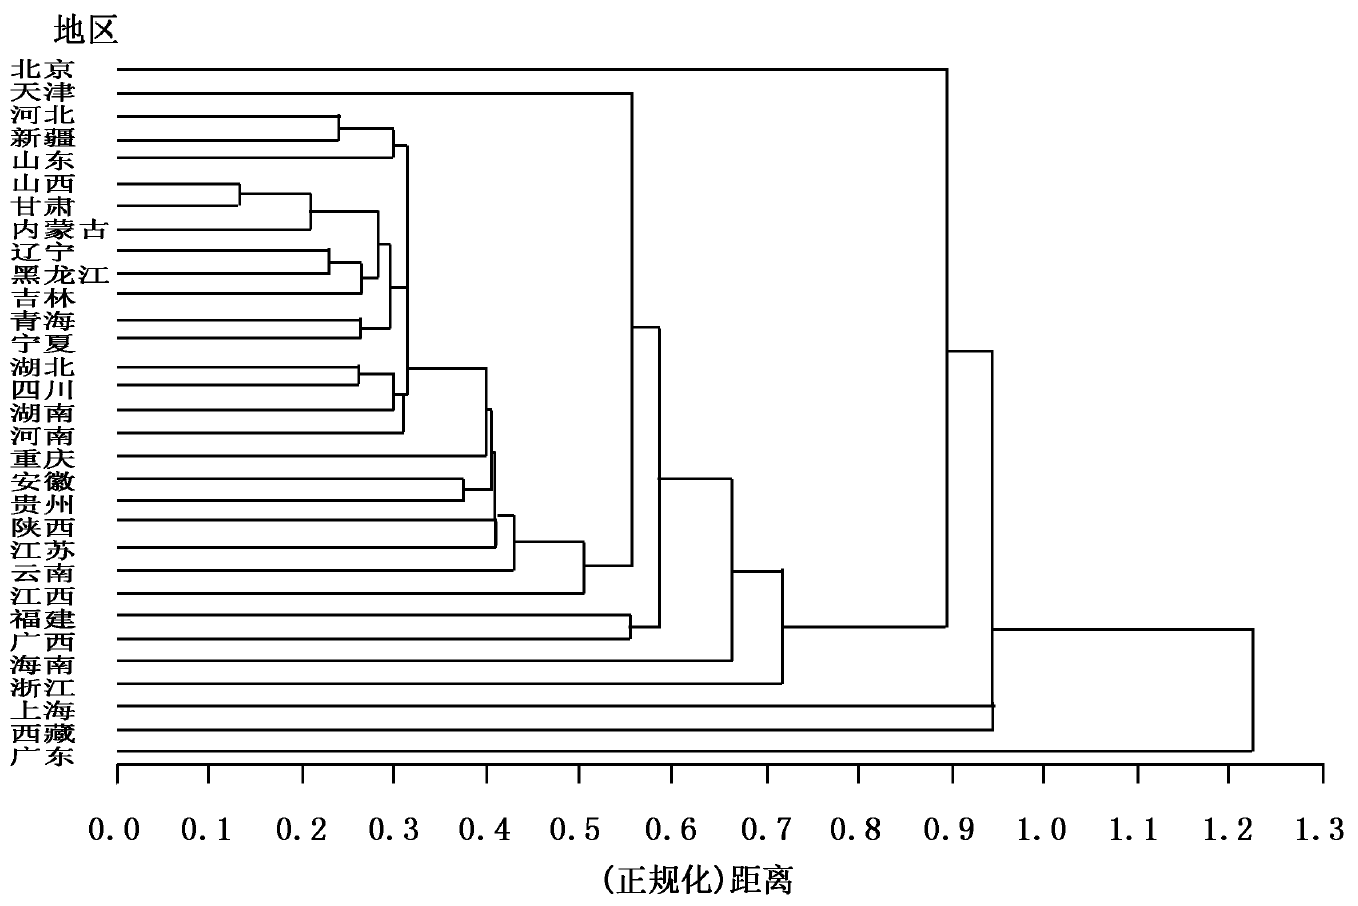 地区
北京
天津
河北
新疆
山东
山西
甘肃
内蒙古
辽宁
黑龙江
吉林
青海
宁夏
湖北
四川
湖南
河南
重庆
安徽
贵州
陕西
江苏
云南
江西
福建
广西
海南
浙江
上海
西藏
广东
0.0 0.1 0.2 0.3 0.4 0.5 0.6 0.7 0.8 0.9 1.0 1.1 1.2 1.3
(正规化)距离